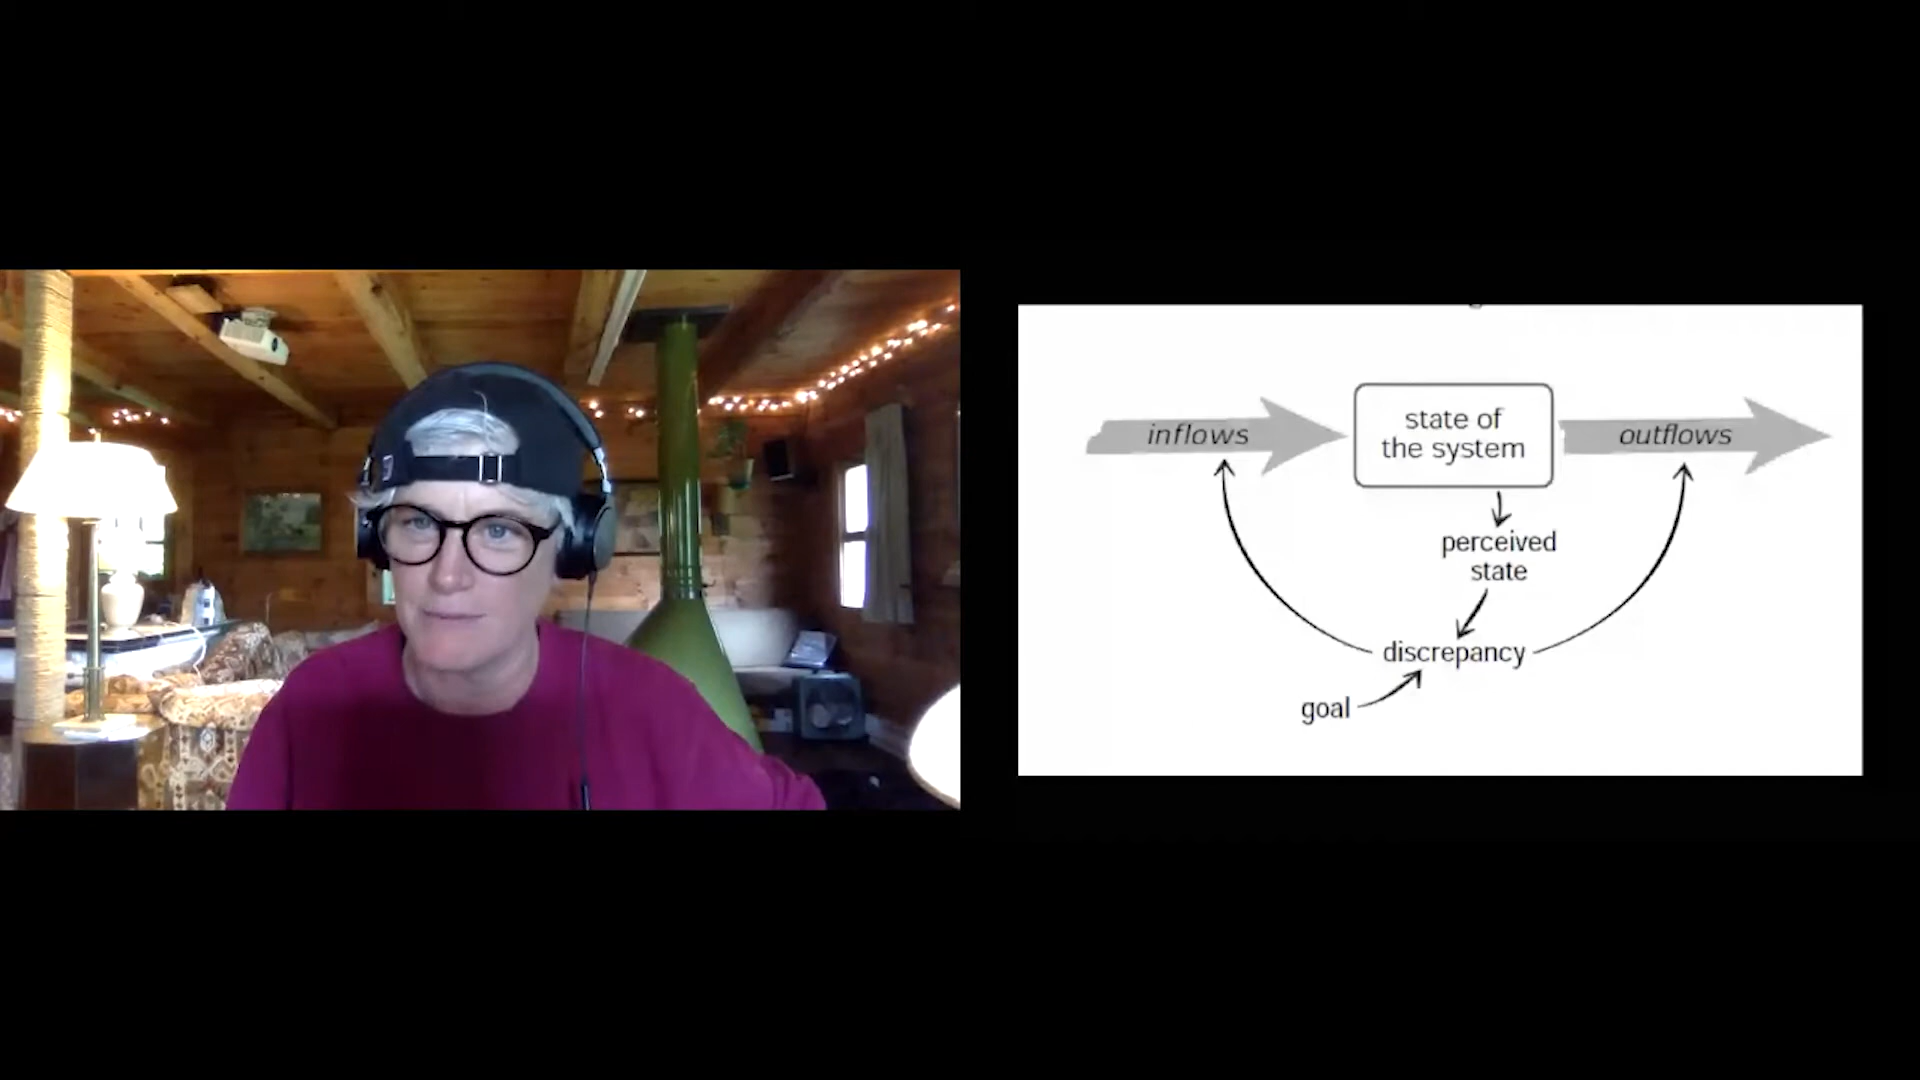 inflows
state of
the system
outflows
perceived
state
discrepancy
goal